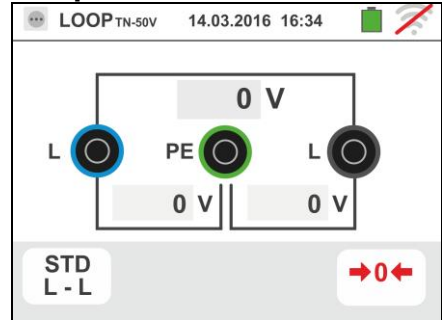 LOOP TN-50V 14.03.2016 16:34
0 V
L PE L
0 V 0 V
STD
L - L
➔0←